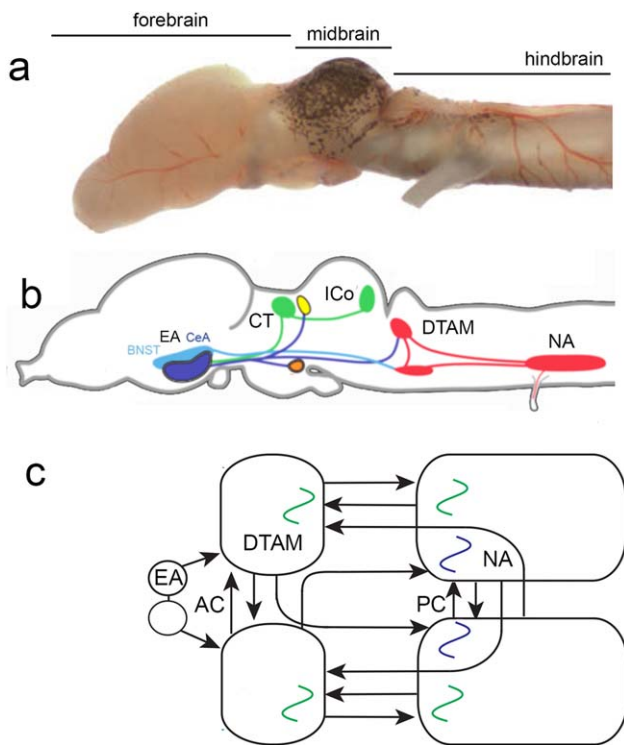 forebrain midbrain hindbrain
a
b
ICo
CT
EA CeA
BNST
DTAM
NA
c
DTAM
NA
EA
AC
PC